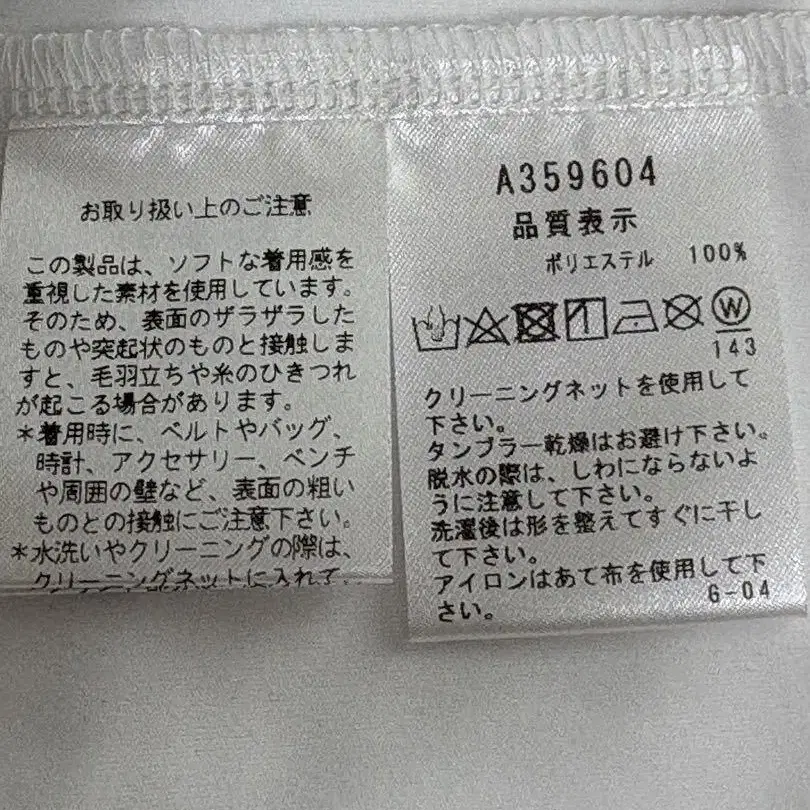 お取り扱い上のご注意
この製品は、ソフトな着用感を
重視した素材を使用しています。
そのため、表面のザラザラした
ものや突起状のものと接触しま
すと、毛羽立ちや糸のひきつれ
が起こる場合があります。
*着用時に、ベルトやバッグ、
時計、アクセサリー、ベンチ
や周囲の壁など、表面の粗い
ものとの接触にご注意下さい。
*水洗いやクリーニングの際は、
クリーニングネットに入れて、
A359604
品質表示
ポリエステル 100%
W
143
クリーニングネットを使用して
下さい。
タンブラー乾燥はお避け下さい。
脱水の際は、しわにならないよ
うに注意して下さい。
洗濯後は形を整えてすぐに干し
て下さい。
アイロンはあて布を使用して下
さい。
G-04